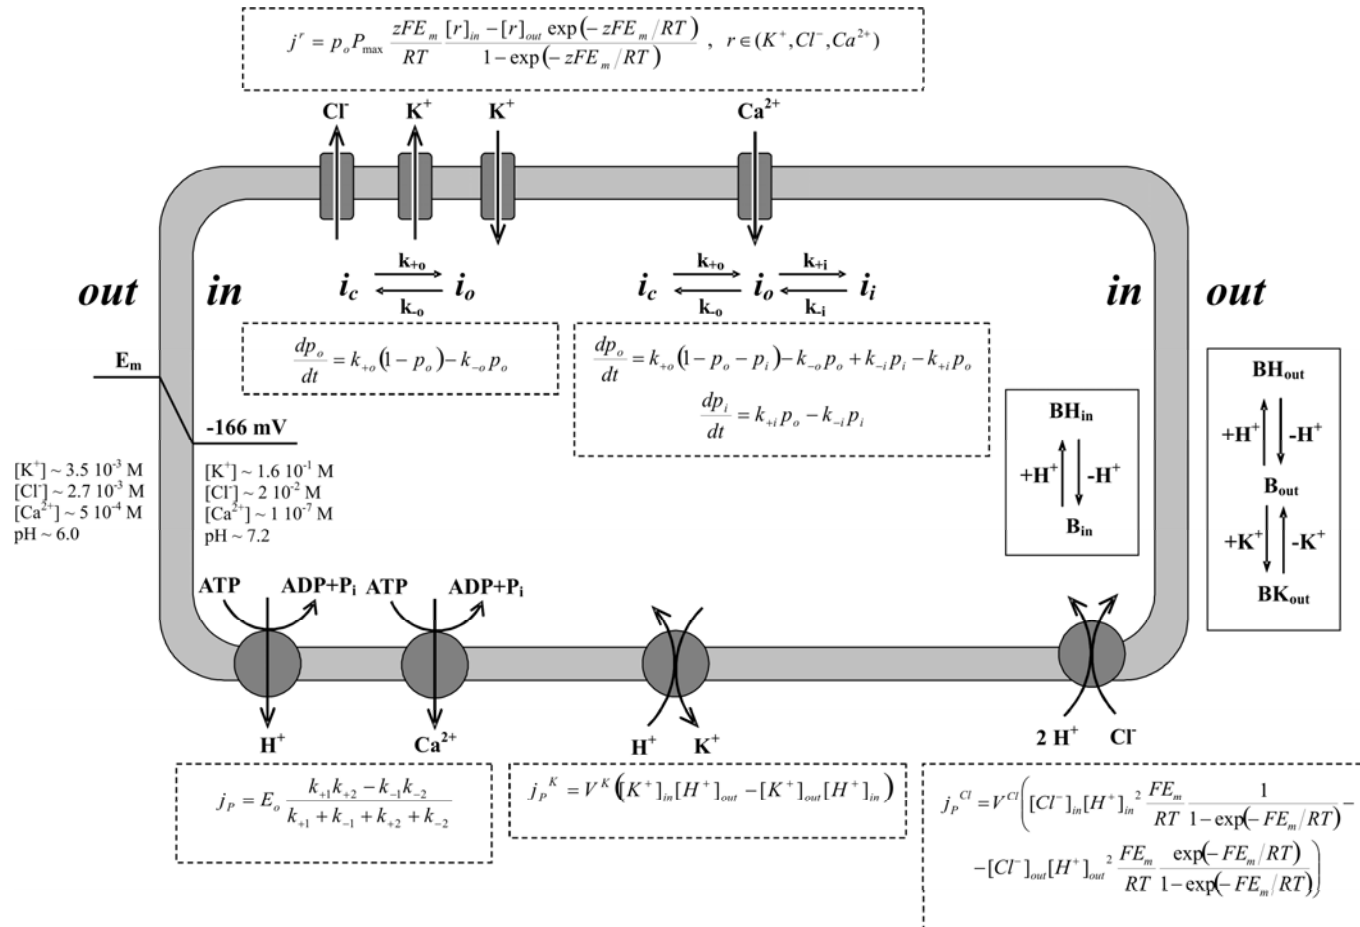 j^r = p_o P_max zFE_m/RT [r]_in − [r]_out exp(−zFE_m/RT) / 1 − exp(−zFE_m/RT) , r ∈ (K⁺, Cl⁻, Ca²⁺)
Cl⁻ K⁺ K⁺ Ca²⁺
k₊ₒ k₊ₒ k₊ᵢ
out in i_c i_o i_c i_o i_i in out
k₋ₒ k₋ₒ k₋ᵢ
dp_o/dt = k₊ₒ(1 − p_o) − k₋ₒ p_o
dp_o/dt = k₊ₒ(1 − p_o − p_i) − k₋ₒ p_o + k₋ᵢ p_i − k₊ᵢ p_o
dp_i/dt = k₊ᵢ p_o − k₋ᵢ p_i
E_m
-166 mV
[K⁺] ~ 3.5 10⁻³ M
[Cl⁻] ~ 2.7 10⁻³ M
[Ca²⁺] ~ 5 10⁻⁴ M
pH ~ 6.0
[K⁺] ~ 1.6 10⁻¹ M
[Cl⁻] ~ 2 10⁻² M
[Ca²⁺] ~ 1 10⁻⁷ M
pH ~ 7.2
BH_in
+H⁺ -H⁺
B_in
BH_out
+H⁺ -H⁺
B_out
+K⁺ -K⁺
BK_out
ATP ADP+P_i ATP ADP+P_i
H⁺ Ca²⁺ H⁺ K⁺ 2 H⁺ Cl⁻
j_P = E_o k₊₁k₊₂ − k₋₁k₋₂ / k₊₁ + k₋₁ + k₊₂ + k₋₂
j_P^K = V^K([K⁺]_in[H⁺]_out − [K⁺]_out[H⁺]_in)
j_P^Cl = V^Cl([Cl⁻]_in[H⁺]_in² FE_m/RT 1 / 1 − exp(−FE_m/RT) −
−[Cl⁻]_out[H⁺]_out² FE_m/RT exp(−FE_m/RT) / 1 − exp(−FE_m/RT))